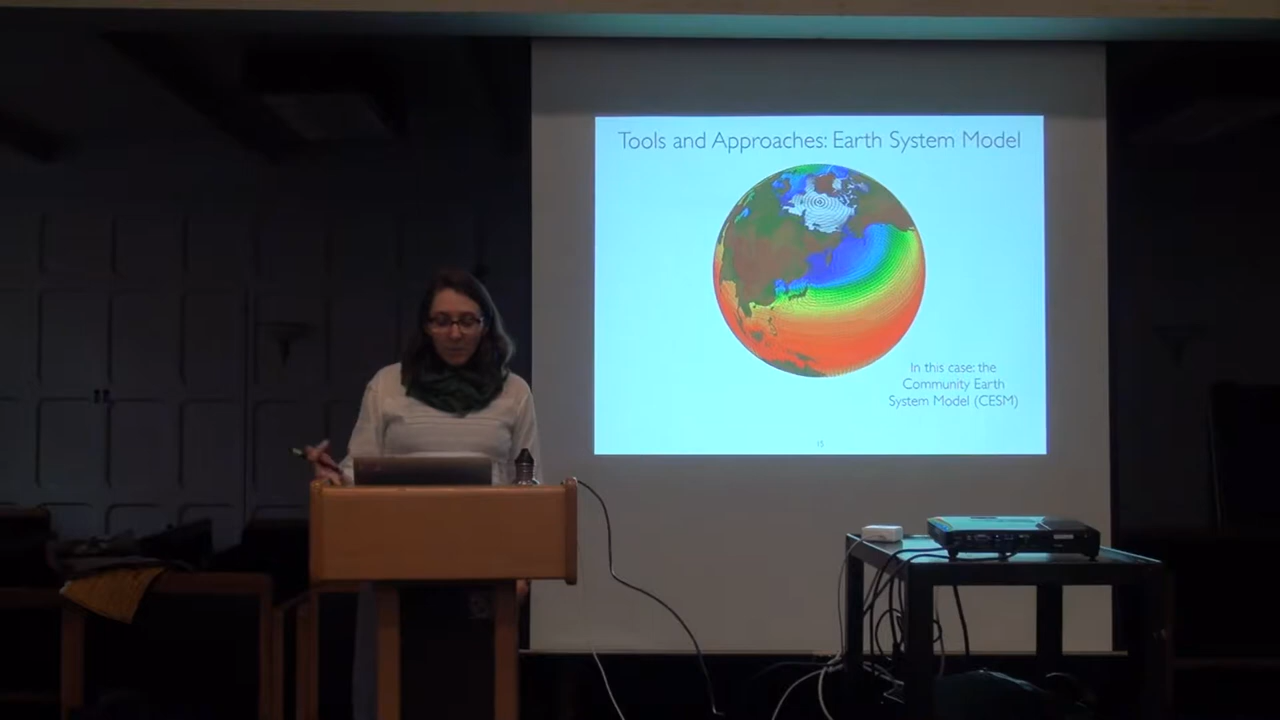 Tools and Approaches: Earth System Model
In this case: the
Community Earth
System Model (CESM)
15